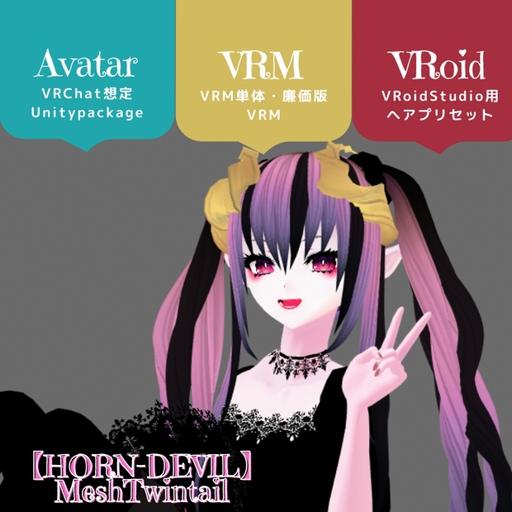 Avatar
VRChat想定
Unitypackage
VRM
VRM単体・廉価版
VRM
VRoid
VRoidStudio用
ヘアプリセット
【HORN-DEVIL】
MeshTwintail